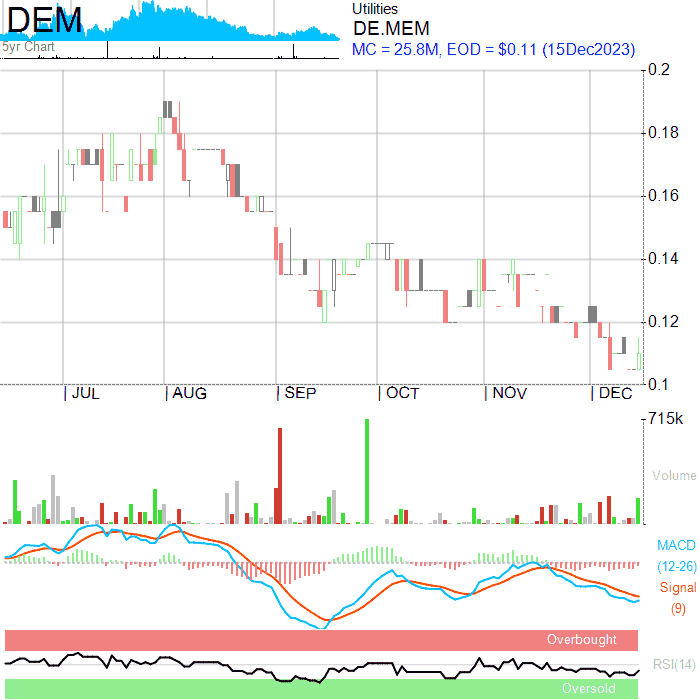 DEM
5yr Chart
Utilities
DE.MEM
MC = 25.8M, EOD = $0.11 (15Dec2023)
0.2
0.18
0.16
0.14
0.12
0.1
JUL AUG SEP OCT NOV DEC
715k
Volume
MACD
(12-26)
Signal
(9)
Overbought
RSI(14)
Oversold